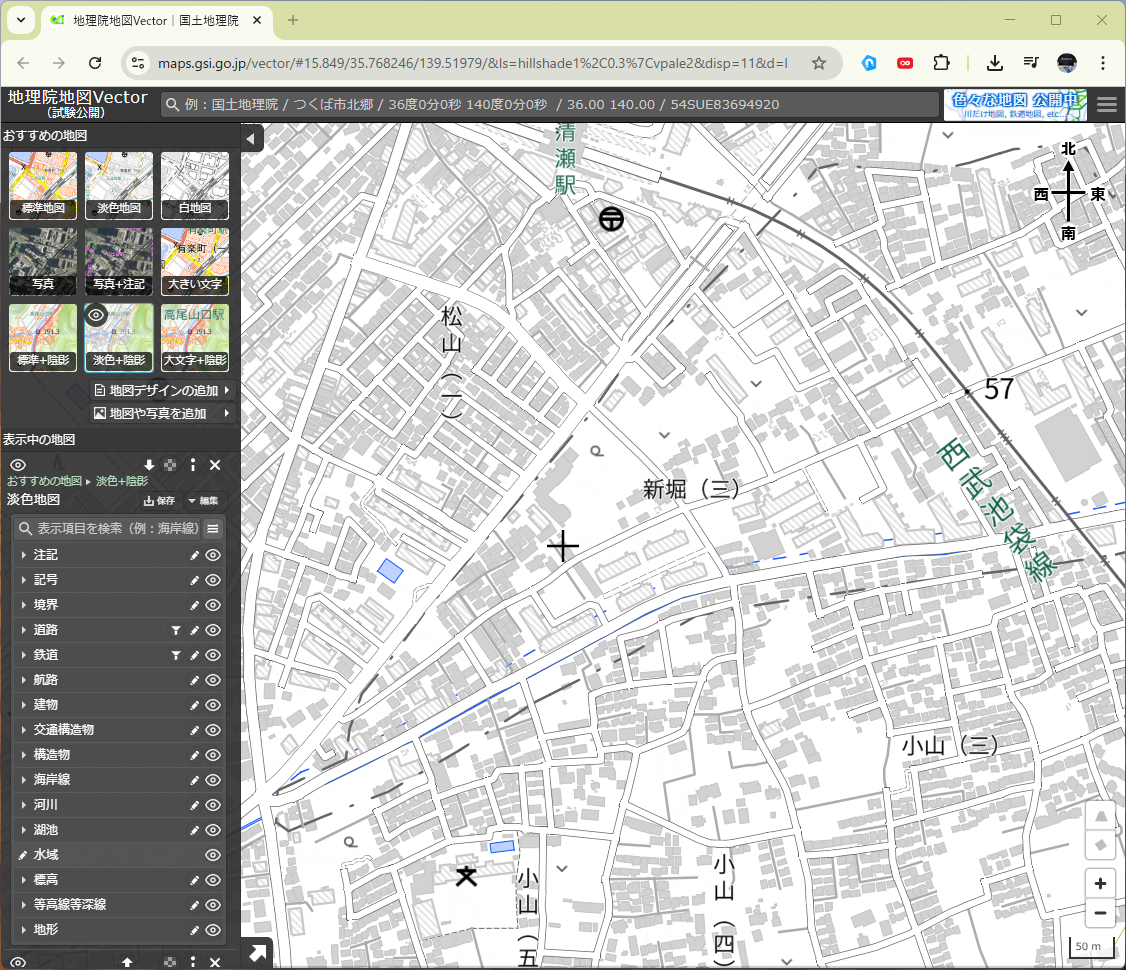 地理院地図Vector｜国土地理院
maps.gsi.go.jp/vector/#15.849/35.768246/139.51979/&ls=hillshade1%2C0.3%7Cvpale2&disp=11&d=l
地理院地図Vector
（試験公開）
例：国土地理院 / つくば市北郷 / 36度0分0秒 140度0分0秒 / 36.00 140.00 / 54SUE83694920
色々な地図 公開中
川だけ地図, 鉄道地図, etc...
おすすめの地図
標準地図
淡色地図
白地図
写真
写真+注記
有楽町
大きい文字
標準+陰影
淡色+陰影
高尾山口駅
大文字+陰影
地図デザインの追加
地図や写真を追加
表示中の地図
おすすめの地図 ▸ 淡色+陰影
淡色地図
保存
編集
表示項目を検索（例：海岸線）
注記
記号
境界
道路
鉄道
航路
建物
交通構造物
構造物
海岸線
河川
湖池
水域
標高
等高線等深線
地形
清瀬駅
北
西
東
南
松山（一）
57
新堀（三）
西武池袋線
小山（三）
小山（四）
小山（五
50 m